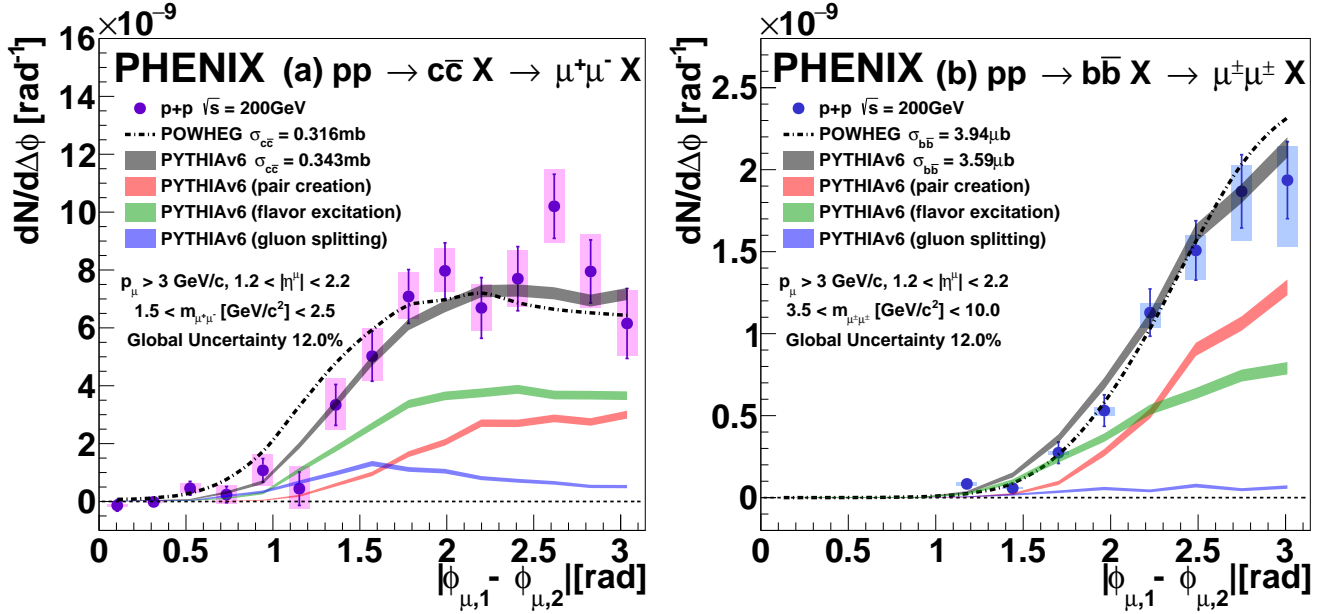 ×10⁻⁹
PHENIX (a) pp → cc̅ X → μ⁺μ⁻ X
p+p √s = 200GeV
POWHEG σ_cc̅ = 0.316mb
PYTHIAv6 σ_cc̅ = 0.343mb
PYTHIAv6 (pair creation)
PYTHIAv6 (flavor excitation)
PYTHIAv6 (gluon splitting)
p_μ > 3 GeV/c, 1.2 < |η^μ| < 2.2
1.5 < m_μ⁺μ⁻ [GeV/c²] < 2.5
Global Uncertainty 12.0%
dN/dΔϕ [rad⁻¹]
16
14
12
10
8
6
4
2
0
0 0.5 1 1.5 2 2.5 3
|ϕ_μ,1 - ϕ_μ,2|[rad]
×10⁻⁹
PHENIX (b) pp → bb̅ X → μ^±μ^± X
p+p √s = 200GeV
POWHEG σ_bb̅ = 3.94μb
PYTHIAv6 σ_bb̅ = 3.59μb
PYTHIAv6 (pair creation)
PYTHIAv6 (flavor excitation)
PYTHIAv6 (gluon splitting)
p_μ > 3 GeV/c, 1.2 < |η^μ| < 2.2
3.5 < m_μ^±μ^± [GeV/c²] < 10.0
Global Uncertainty 12.0%
dN/dΔϕ [rad⁻¹]
2.5
2
1.5
1
0.5
0
0 0.5 1 1.5 2 2.5 3
|ϕ_μ,1 - ϕ_μ,2|[rad]